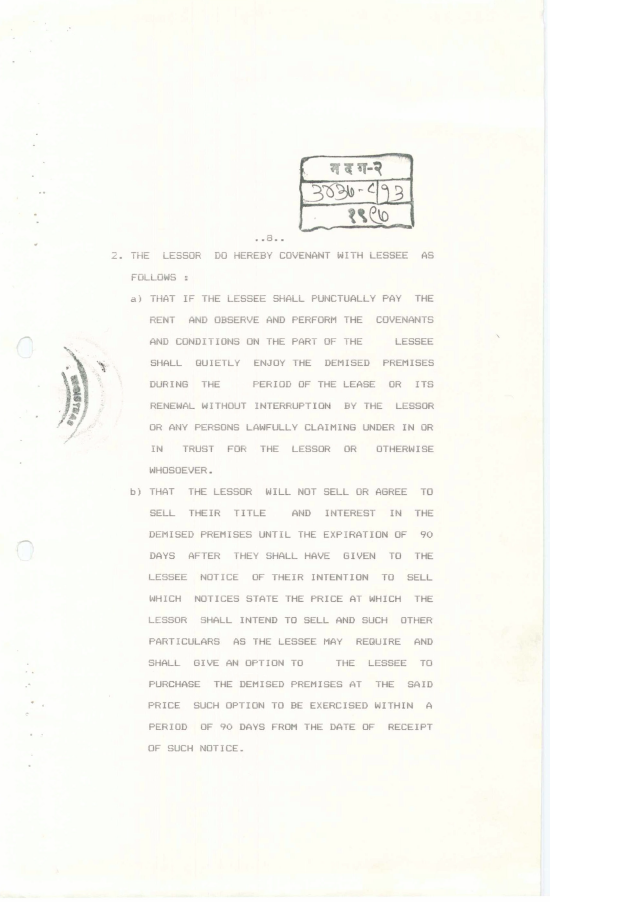 नदग-२
१९९७
..8..
2. THE LESSOR DO HEREBY COVENANT WITH LESSEE AS
FOLLOWS :
a) THAT IF THE LESSEE SHALL PUNCTUALLY PAY THE
RENT AND OBSERVE AND PERFORM THE COVENANTS
AND CONDITIONS ON THE PART OF THE LESSEE
SHALL QUIETLY ENJOY THE DEMISED PREMISES
DURING THE PERIOD OF THE LEASE OR ITS
RENEWAL WITHOUT INTERRUPTION BY THE LESSOR
OR ANY PERSONS LAWFULLY CLAIMING UNDER IN OR
IN TRUST FOR THE LESSOR OR OTHERWISE
WHOSOEVER.
b) THAT THE LESSOR WILL NOT SELL OR AGREE TO
SELL THEIR TITLE AND INTEREST IN THE
DEMISED PREMISES UNTIL THE EXPIRATION OF 90
DAYS AFTER THEY SHALL HAVE GIVEN TO THE
LESSEE NOTICE OF THEIR INTENTION TO SELL
WHICH NOTICES STATE THE PRICE AT WHICH THE
LESSOR SHALL INTEND TO SELL AND SUCH OTHER
PARTICULARS AS THE LESSEE MAY REQUIRE AND
SHALL GIVE AN OPTION TO THE LESSEE TO
PURCHASE THE DEMISED PREMISES AT THE SAID
PRICE SUCH OPTION TO BE EXERCISED WITHIN A
PERIOD OF 90 DAYS FROM THE DATE OF RECEIPT
OF SUCH NOTICE.